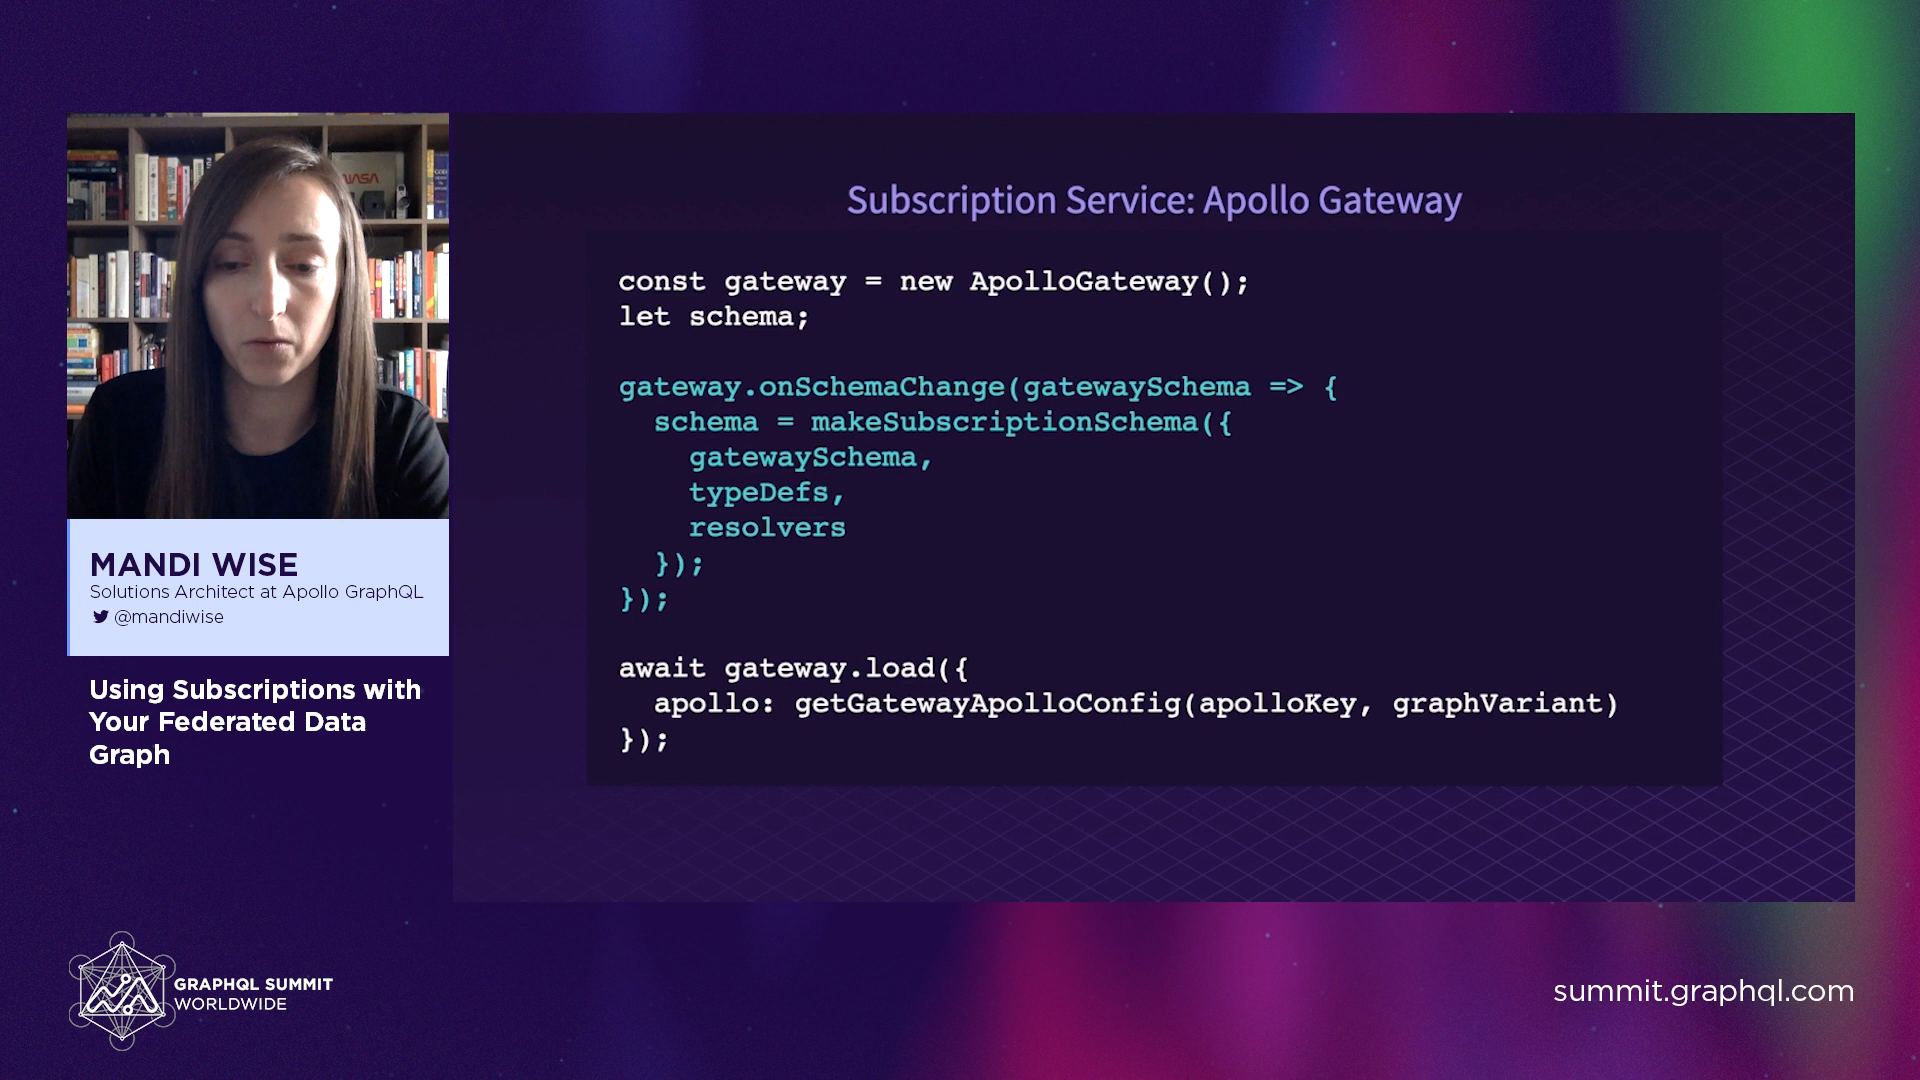 NASA
MANDI WISE
Solutions Architect at Apollo GraphQL
@mandiwise
Using Subscriptions with
Your Federated Data
Graph
Subscription Service: Apollo Gateway
const gateway = new ApolloGateway();
let schema;
gateway.onSchemaChange(gatewaySchema => {
schema = makeSubscriptionSchema({
gatewaySchema,
typeDefs,
resolvers
});
});
await gateway.load({
apollo: getGatewayApolloConfig(apolloKey, graphVariant)
});
GRAPHQL SUMMIT
WORLDWIDE
summit.graphql.com